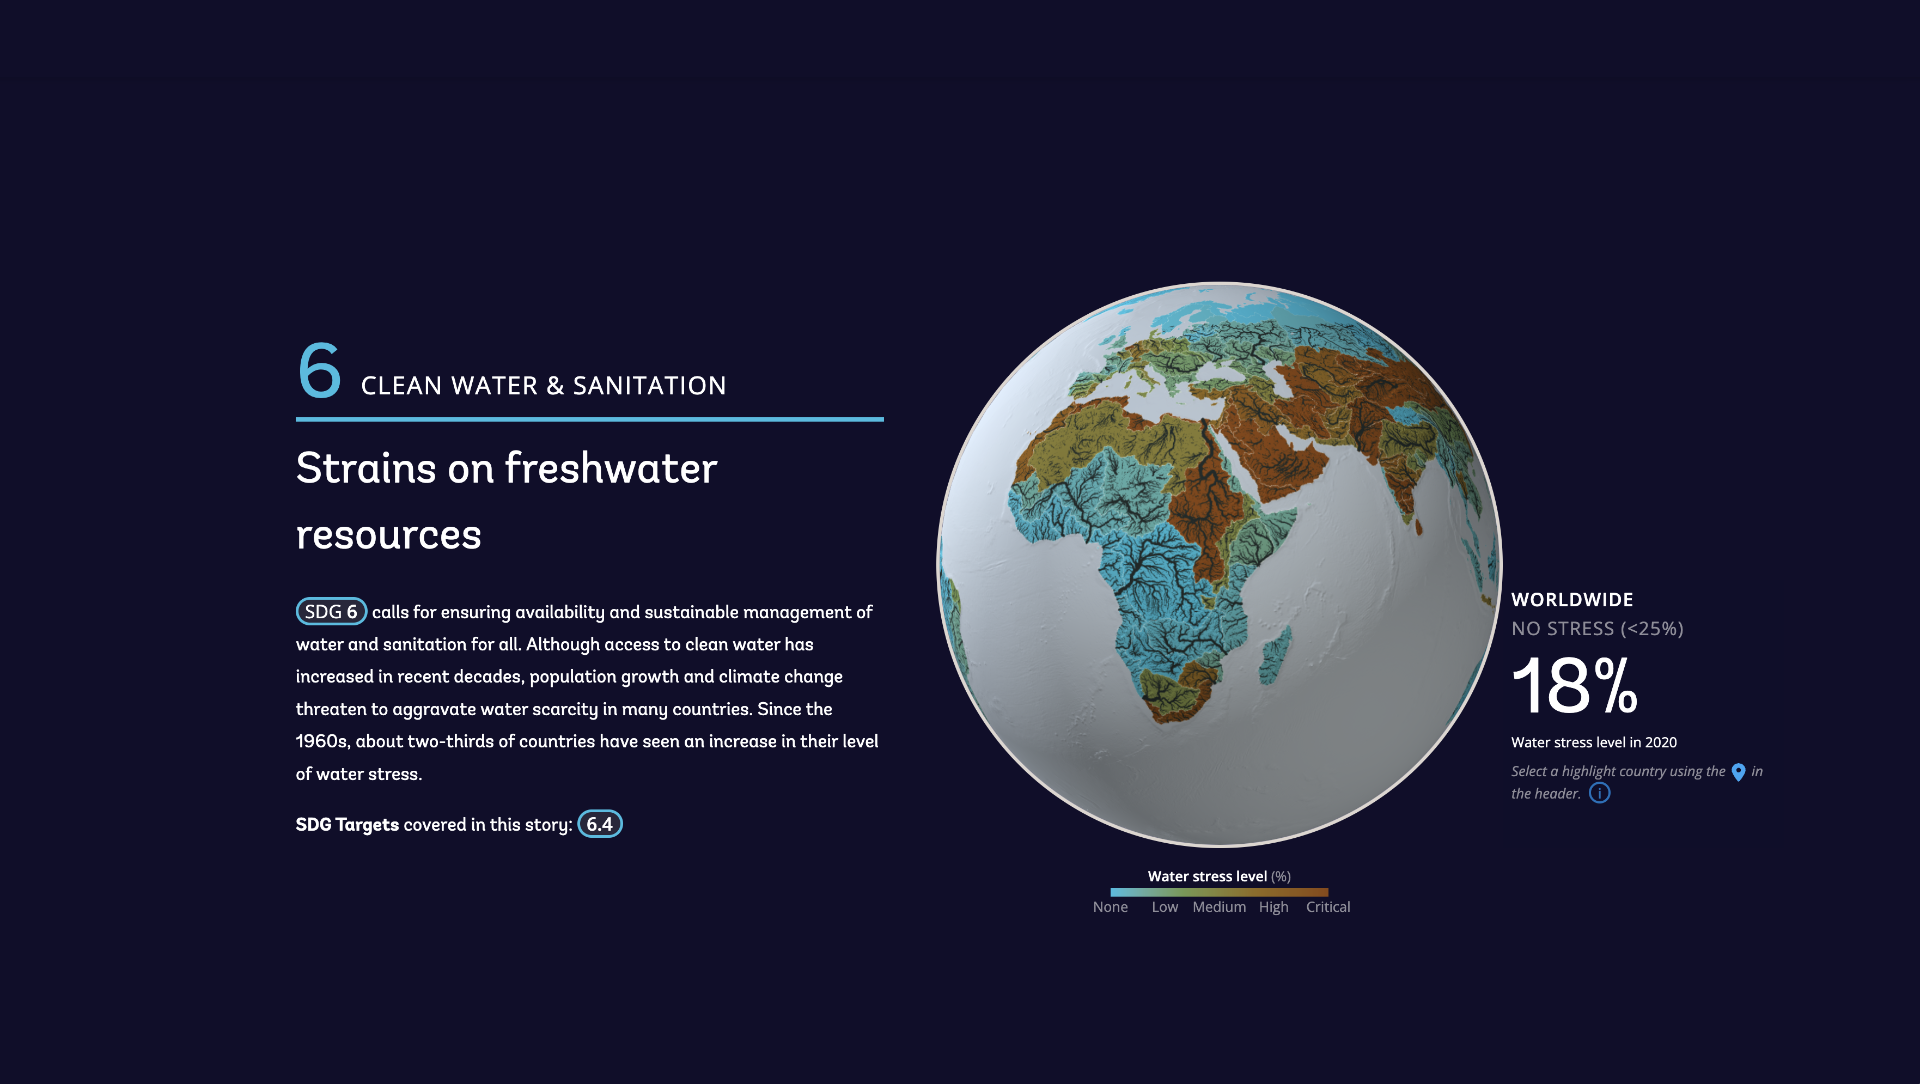 6 CLEAN WATER & SANITATION
Strains on freshwater
resources
SDG 6 calls for ensuring availability and sustainable management of
water and sanitation for all. Although access to clean water has
increased in recent decades, population growth and climate change
threaten to aggravate water scarcity in many countries. Since the
1960s, about two-thirds of countries have seen an increase in their level
of water stress.
SDG Targets covered in this story: 6.4
WORLDWIDE
NO STRESS (<25%)
18%
Water stress level in 2020
Select a highlight country using the in
the header. i
Water stress level (%)
None Low Medium High Critical